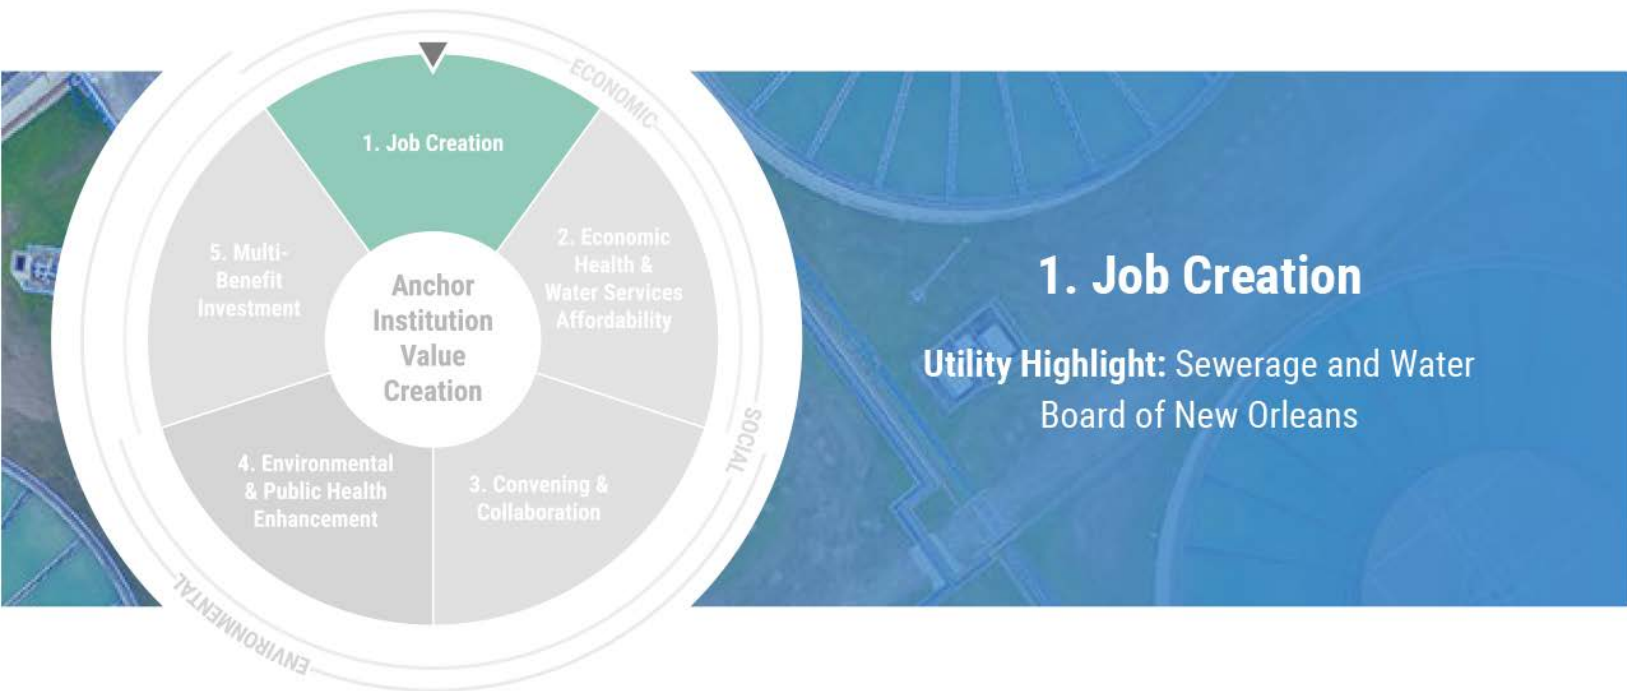 ECONOMIC
1. Job Creation
2. Economic
Health &
Water Services
Affordability
SOCIAL
3. Convening &
Collaboration
4. Environmental
& Public Health
Enhancement
ENVIRONMENTAL
5. Multi-
Benefit
Investment
Anchor
Institution
Value
Creation
1. Job Creation
Utility Highlight: Sewerage and Water
Board of New Orleans